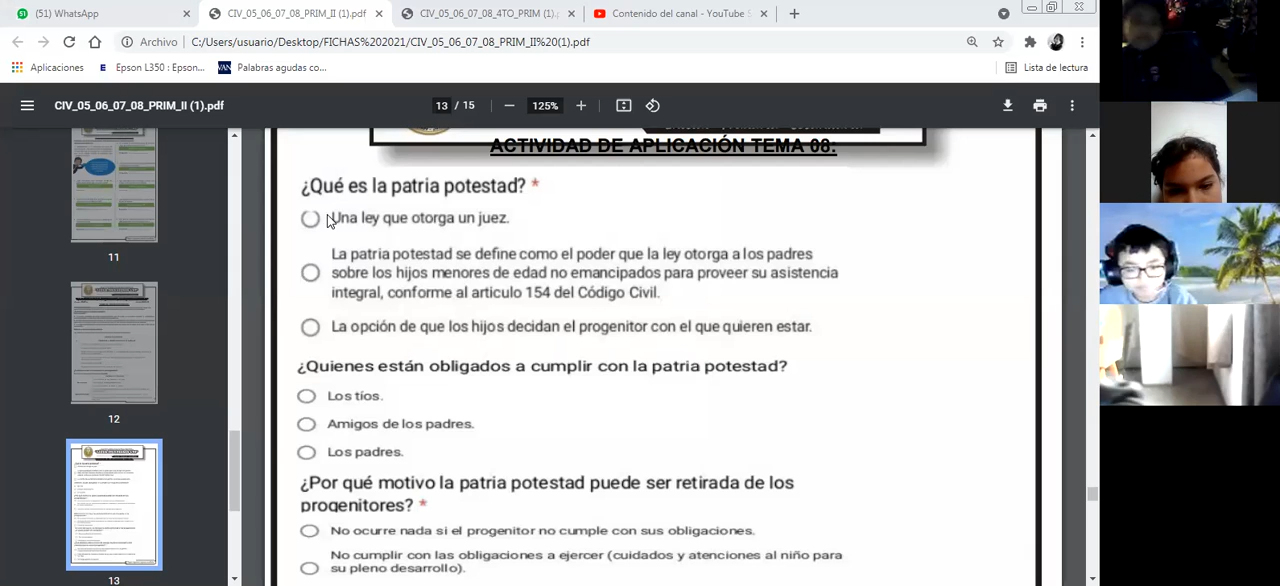 (51) WhatsApp
CIV_05_06_07_08_PRIM_II (1).pdf
CIV_05_06_07_08_4TO_PRIM (1).p
Contenido del canal - YouTube S
Archivo
C:/Users/usuario/Desktop/FICHAS%202021/CIV_05_06_07_08_PRIM_II%20(1).pdf
Aplicaciones
Epson L350 : Epson...
Palabras agudas co...
Lista de lectura
CIV_05_06_07_08_PRIM_II (1).pdf
13 / 15
125%
11
12
13
ACTIVIDAD DE APLICACIÓN TEMA 08:
¿Qué es la patria potestad? *
Una ley que otorga un juez.
La patria potestad se define como el poder que la ley otorga a los padres
sobre los hijos menores de edad no emancipados para proveer su asistencia
integral, conforme al articulo 154 del Código Civil.
La opción de que los hijos decidan el progenitor con el que quieren estar.
¿Quienes están obligados a cumplir con la patria potestad?
Los tíos.
Amigos de los padres.
Los padres.
¿Por qué motivo la patria potestad puede ser retirada de los
progenitores? *
No ocurre nada si el progenitor no cumple con sus obligaciones.
No cumplir con las obligaciones a ejercer (cuidados y atenciones al niño para
su pleno desarrollo).